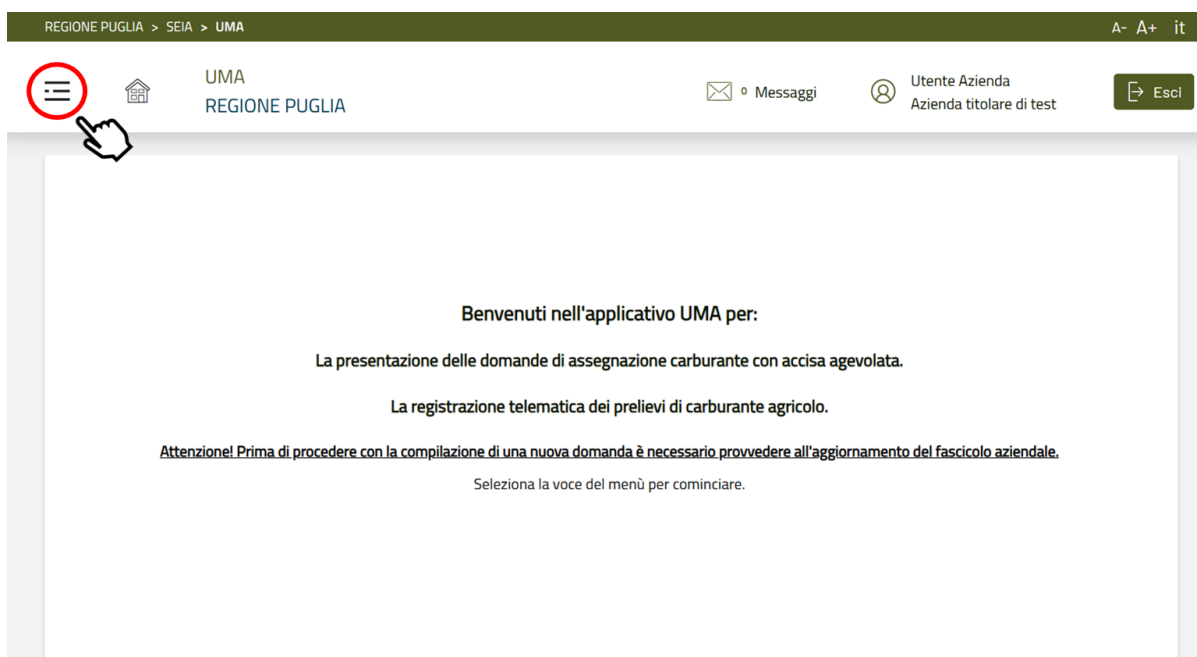 REGIONE PUGLIA > SEIA > UMA
A- A+ it
UMA
REGIONE PUGLIA
0 Messaggi
Utente Azienda
Azienda titolare di test
Esci
Benvenuti nell'applicativo UMA per:
La presentazione delle domande di assegnazione carburante con accisa agevolata.
La registrazione telematica dei prelievi di carburante agricolo.
Attenzione! Prima di procedere con la compilazione di una nuova domanda è necessario provvedere all'aggiornamento del fascicolo aziendale.
Seleziona la voce del menù per cominciare.